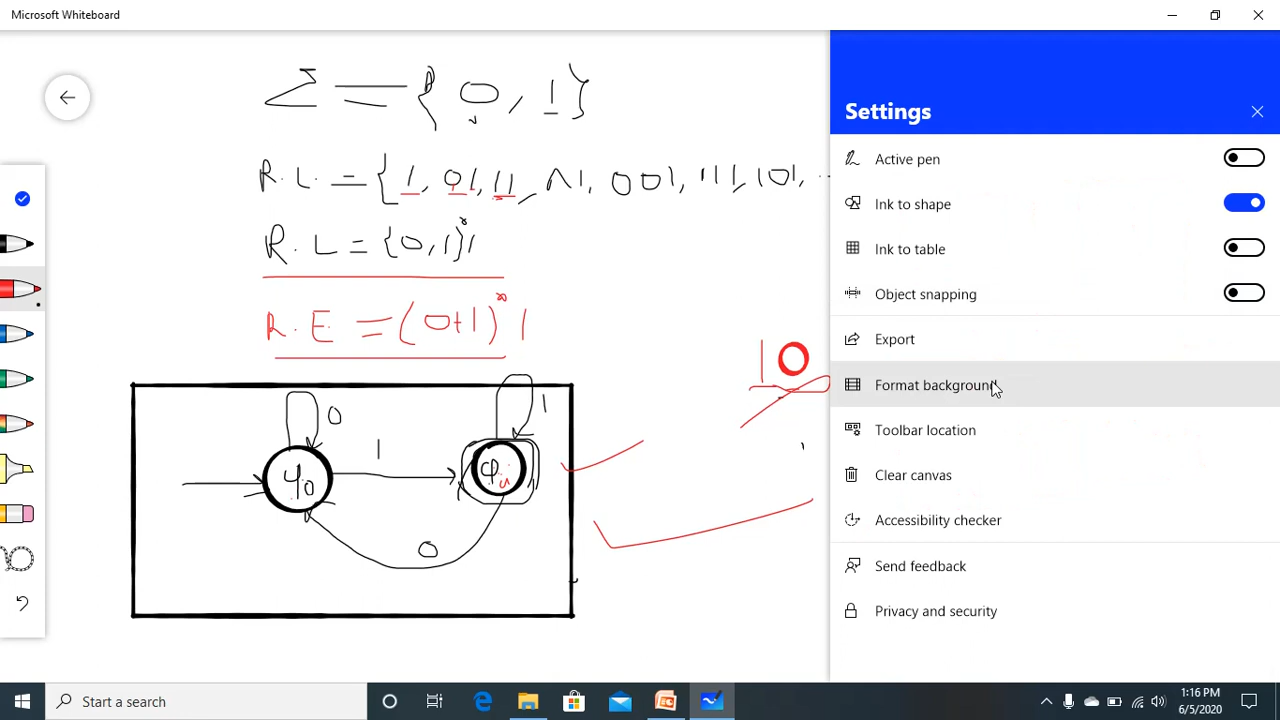 Microsoft Whiteboard
Σ = { 0, 1 }
R.L. = { 1, 01, 11, 01, 001, 111, 101, ..
R.L = {0, 1}* 1
R.E. = (0+1)* 1
10
0
1
1
q0
0
Settings
Active pen
Ink to shape
Ink to table
Object snapping
Export
Format background
Toolbar location
Clear canvas
Accessibility checker
Send feedback
Privacy and security
Start a search
1:16 PM
6/5/2020